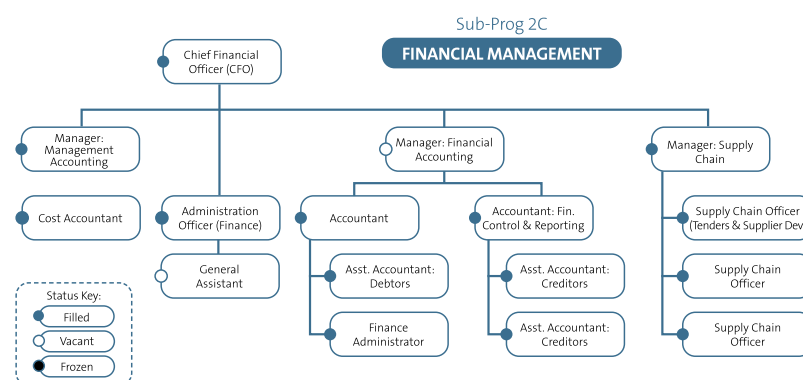 Sub-Prog 2C
FINANCIAL MANAGEMENT
Chief Financial
Officer (CFO)
Manager:
Management
Accounting
Manager: Financial
Accounting
Manager: Supply
Chain
Cost Accountant
Administration
Officer (Finance)
Accountant
Accountant: Fin.
Control & Reporting
Supply Chain Officer
(Tenders & Supplier Dev
General
Assistant
Asst. Accountant:
Debtors
Asst. Accountant:
Creditors
Supply Chain
Officer
Finance
Administrator
Asst. Accountant:
Creditors
Supply Chain
Officer
Status Key:
Filled
Vacant
Frozen